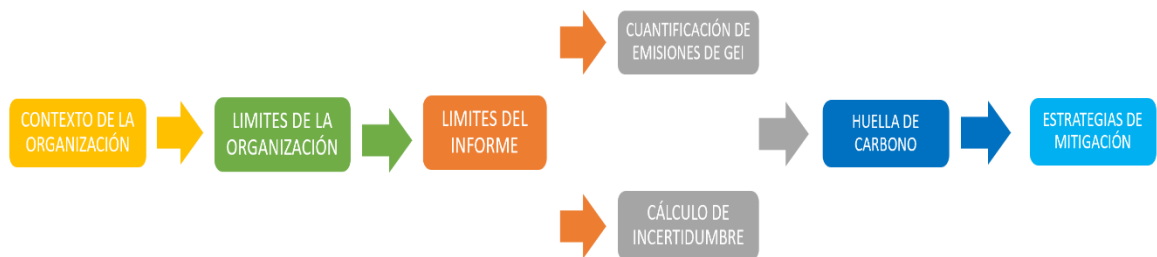 CONTEXTO DE LA
ORGANIZACIÓN
LIMITES DE LA
ORGANIZACIÓN
LIMITES DEL
INFORME
CUANTIFICACIÓN DE
EMISIONES DE GEI
CÁLCULO DE
INCERTIDUMBRE
HUELLA DE
CARBONO
ESTRATEGIAS DE
MITIGACIÓN